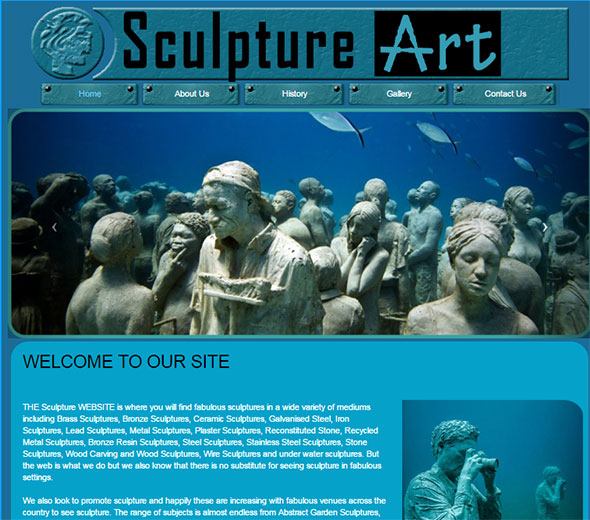 Sculpture Art
Home
About Us
History
Gallery
Contact Us
WELCOME TO OUR SITE
THE Sculpture WEBSITE is where you will find fabulous sculptures in a wide variety of mediums
including Brass Sculptures, Bronze Sculptures, Ceramic Sculptures, Galvanised Steel, Iron
Sculptures, Lead Sculptures, Metal Sculptures, Plaster Sculptures, Reconstituted Stone, Recycled
Metal Sculptures, Bronze Resin Sculptures, Steel Sculptures, Stainless Steel Sculptures, Stone
Sculptures, Wood Carving and Wood Sculptures, Wire Sculptures and under water sculptures. But
the web is what we do but we also know that there is no substitute for seeing sculpture in fabulous
settings.
We also look to promote sculpture and happily these are increasing with fabulous venues across the
country to see sculpture. The range of subjects is almost endless from Abstract Garden Sculptures,